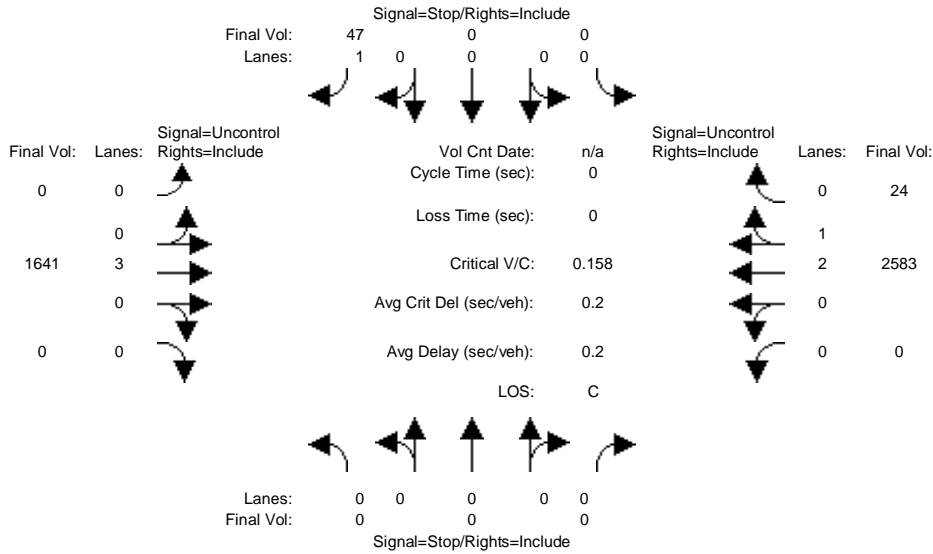 Signal=Stop/Rights=Include
Final Vol: 47 0 0
Lanes: 1 0 0 0 0
Signal=Uncontrol Signal=Uncontrol
Final Vol: Lanes: Rights=Include Vol Cnt Date: n/a Rights=Include Lanes: Final Vol:
Cycle Time (sec): 0
0 0 0 24
Loss Time (sec): 0
0 1
1641 3 Critical V/C: 0.158 2 2583
0 Avg Crit Del (sec/veh): 0.2 0
0 0 Avg Delay (sec/veh): 0.2 0 0
LOS: C
Lanes: 0 0 0 0 0
Final Vol: 0 0 0
Signal=Stop/Rights=Include